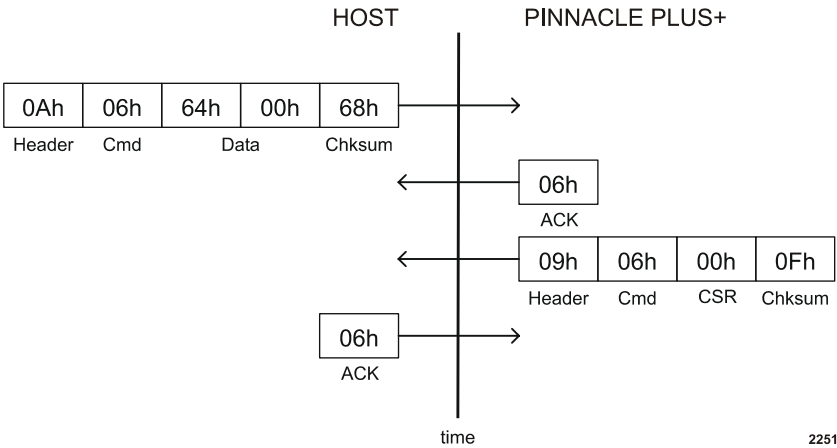 HOST PINNACLE PLUS+
0Ah 06h 64h 00h 68h
Header Cmd Data Chksum
06h
ACK
09h 06h 00h 0Fh
Header Cmd CSR Chksum
06h
ACK
time
2251